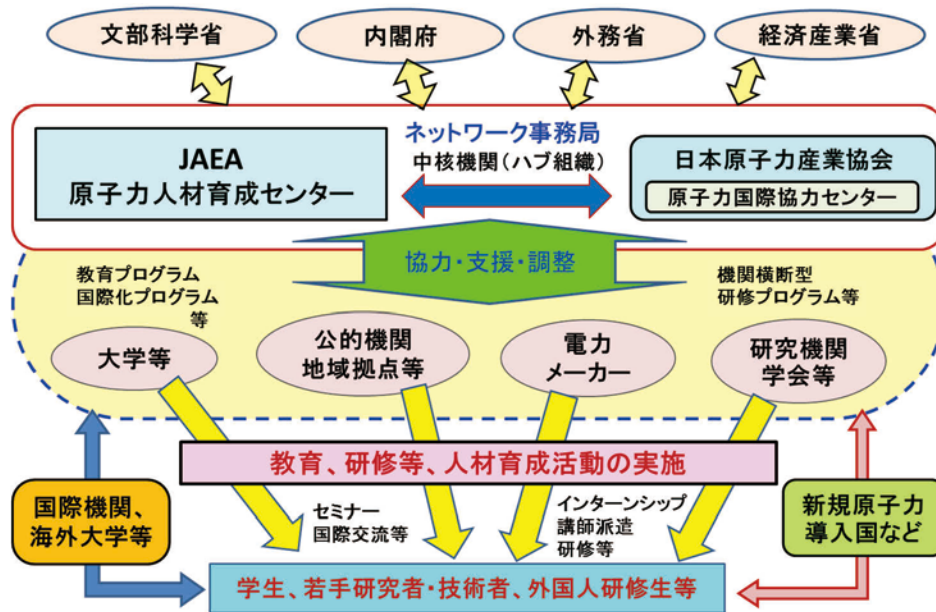 文部科学省
内閣府
外務省
経済産業省
ネットワーク事務局
中核機関(ハブ組織)
JAEA
原子力人材育成センター
日本原子力産業協会
原子力国際協力センター
協力・支援・調整
教育プログラム
国際化プログラム
等
機関横断型
研修プログラム等
大学等
公的機関
地域拠点等
電力
メーカー
研究機関
学会等
教育、研修等、人材育成活動の実施
国際機関、
海外大学等
セミナー
国際交流等
インターンシップ
講師派遣
研修等
新規原子力
導入国など
学生、若手研究者・技術者、外国人研修生等